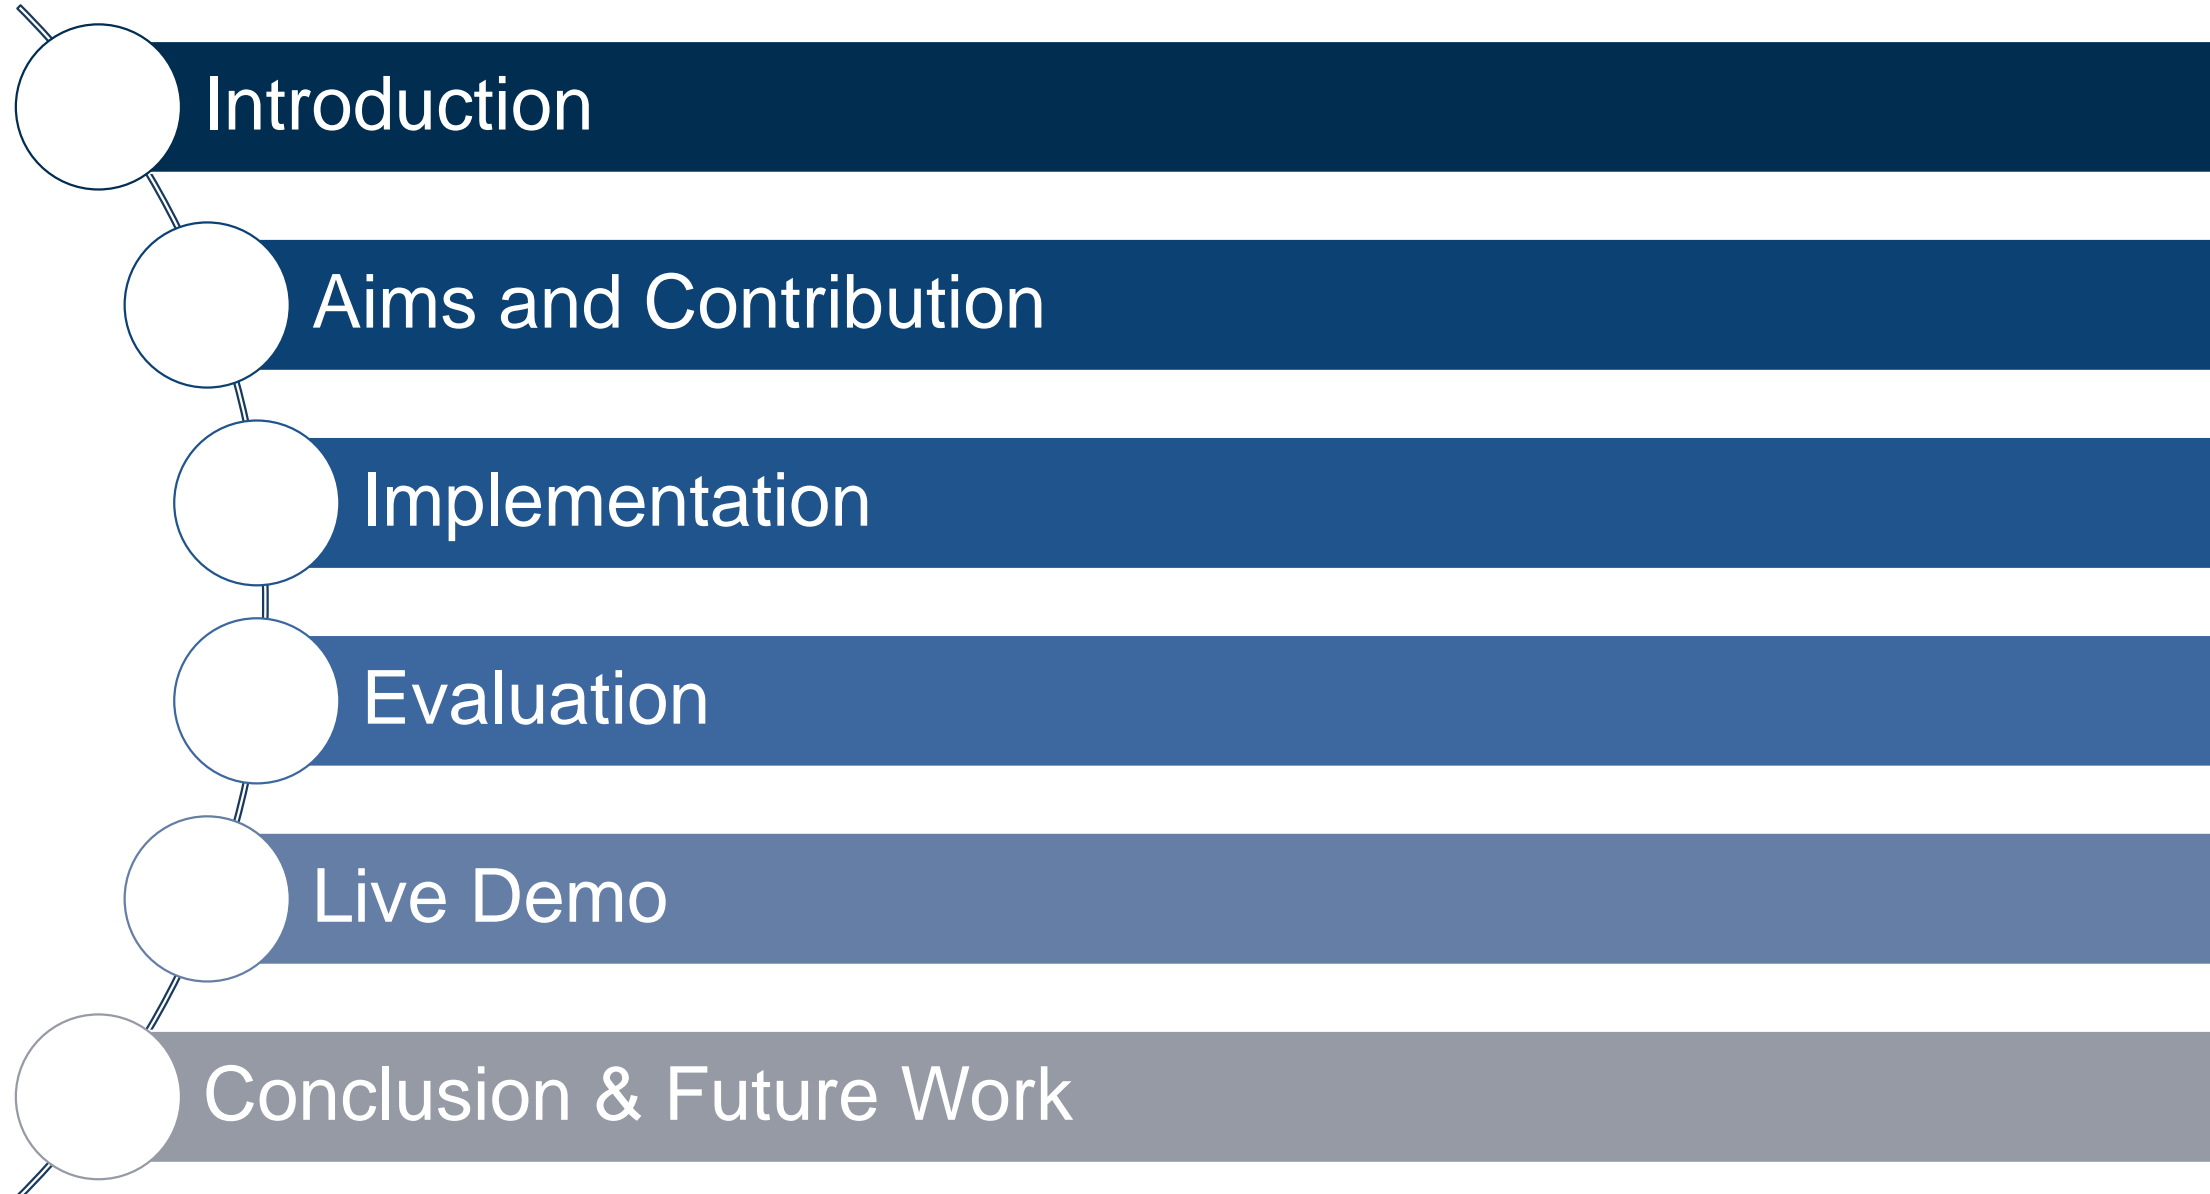 Introduction
Aims and Contribution
Implementation
Evaluation
Live Demo
Conclusion & Future Work